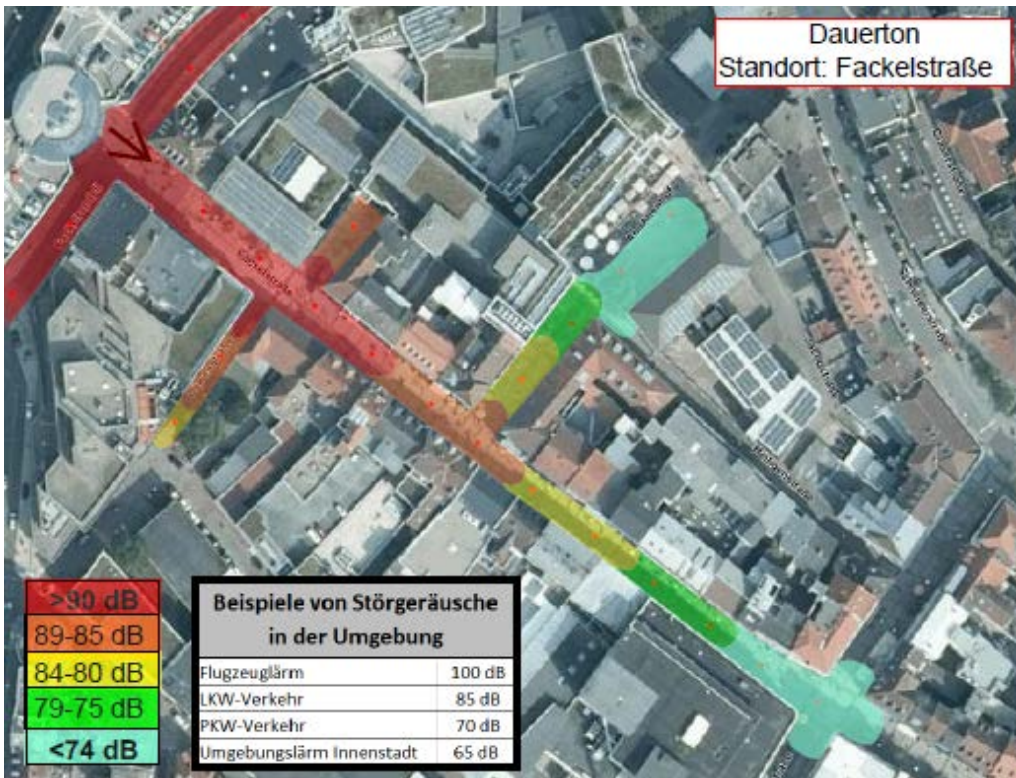 Dauerton
Standort: Fackelstraße
Fackelstraße
>90 dB
89-85 dB
84-80 dB
79-75 dB
<74 dB
Beispiele von Störgeräusche
in der Umgebung
Flugzeuglärm 100 dB
LKW-Verkehr 85 dB
PKW-Verkehr 70 dB
Umgebungslärm Innenstadt 65 dB